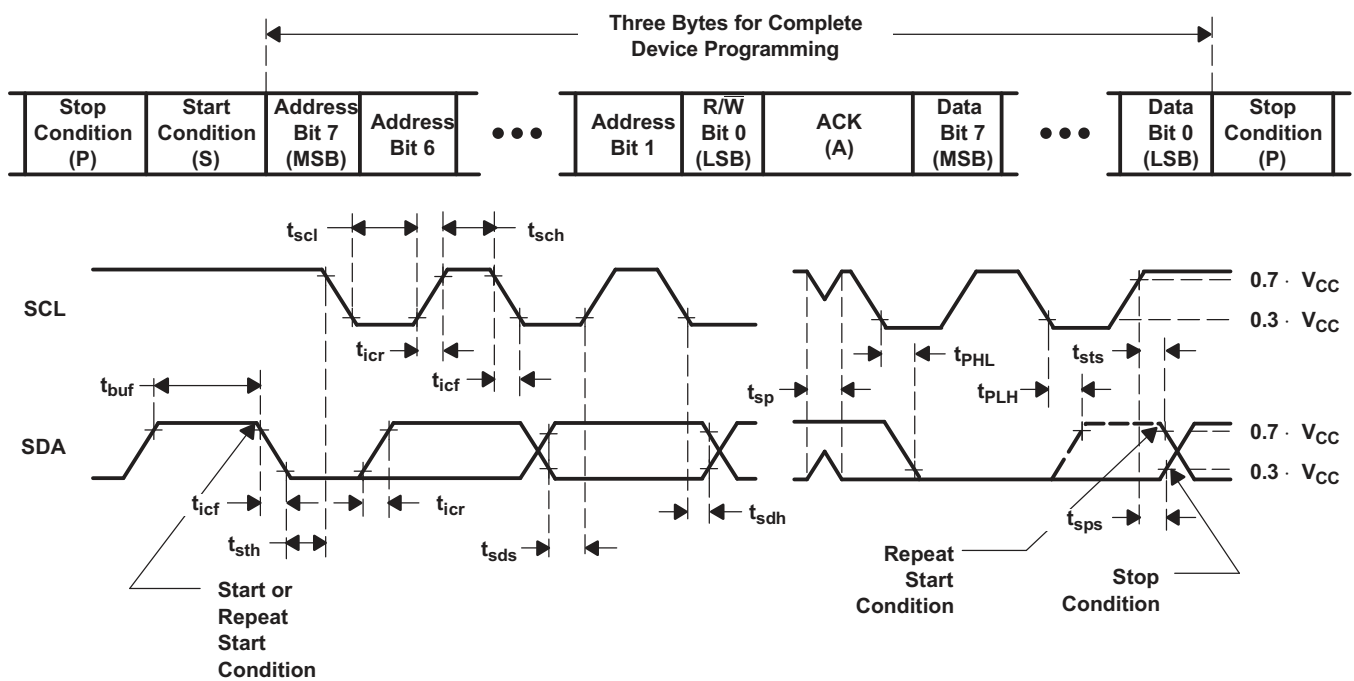 Three Bytes for Complete
Device Programming
Stop
Condition
(P)
Start
Condition
(S)
Address
Bit 7
(MSB)
Address
Bit 6
•••
Address
Bit 1
R/W̅
Bit 0
(LSB)
ACK
(A)
Data
Bit 7
(MSB)
•••
Data
Bit 0
(LSB)
Stop
Condition
(P)
tscl
tsch
SCL
0.7 · VCC
0.3 · VCC
ticr
tPHL
tsts
tbuf
ticf
tsp
tPLH
SDA
0.7 · VCC
0.3 · VCC
ticf
ticr
tsdh
tsth
tsds
tsps
Start or
Repeat
Start
Condition
Repeat
Start
Condition
Stop
Condition